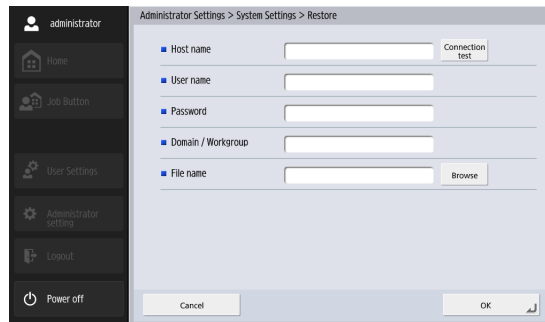 administrator
Home
Job Button
User Settings
Administrator
setting
Logout
Power off
Administrator Settings > System Settings > Restore
Host name
Connection
test
User name
Password
Domain / Workgroup
File name
Browse
Cancel
OK